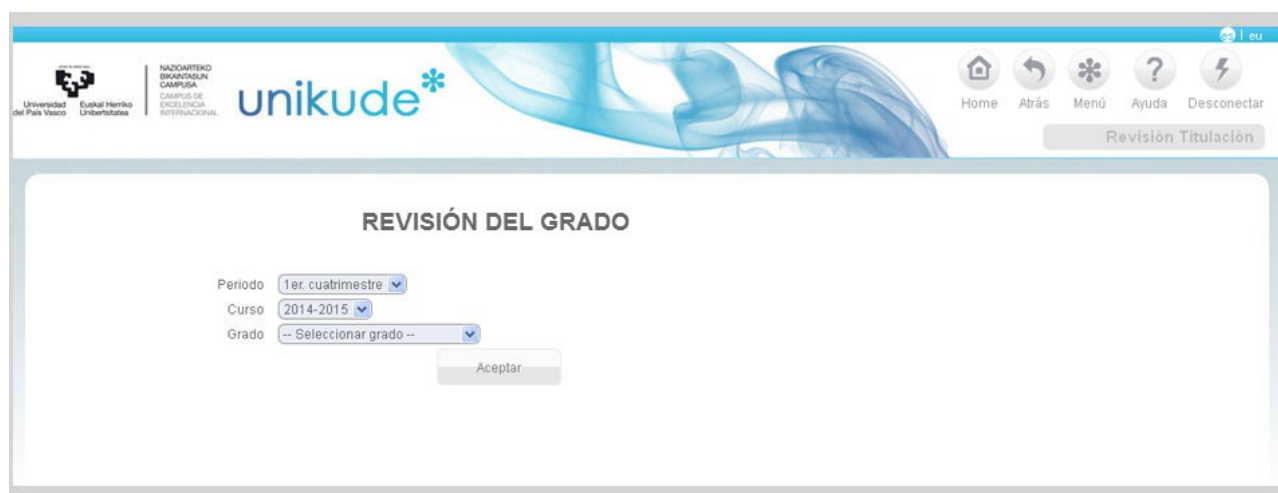 es | eu
Universidad
del País Vasco
Euskal Herriko
Unibertsitatea
NAZIOARTEKO
BIKAINTASUN
CAMPUSA
CAMPUS DE
EXCELENCIA
INTERNACIONAL
unikude*
Home
Atrás
Menú
Ayuda
Desconectar
Revisión Titulación
REVISIÓN DEL GRADO
Periodo 1er. cuatrimestre
Curso 2014-2015
Grado -- Seleccionar grado --
Aceptar